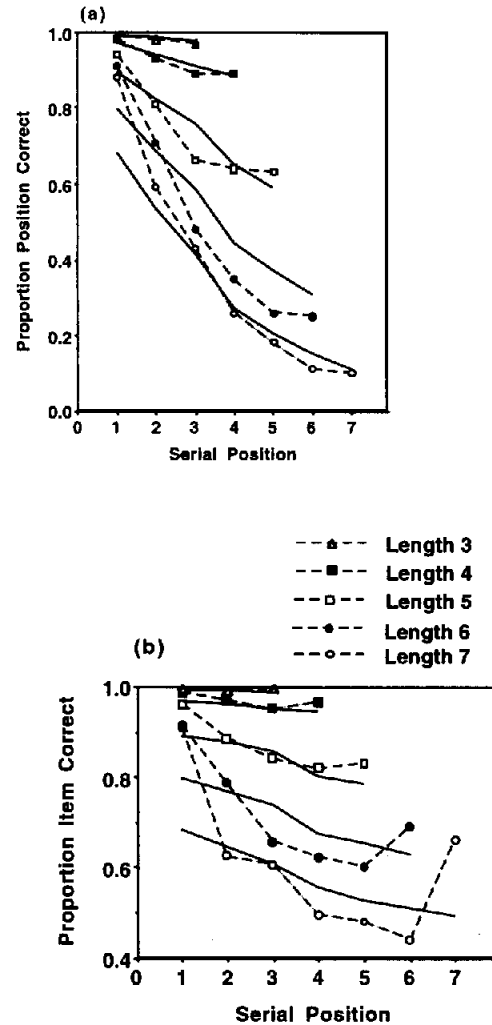 (a)
1.0
0.8
0.6
0.4
0.2
0.0
Proportion Position Correct
0 1 2 3 4 5 6 7
Serial Position
Length 3
Length 4
Length 5
Length 6
Length 7
(b)
1.0
0.8
0.6
0.4
Proportion Item Correct
0 1 2 3 4 5 6 7
Serial Position